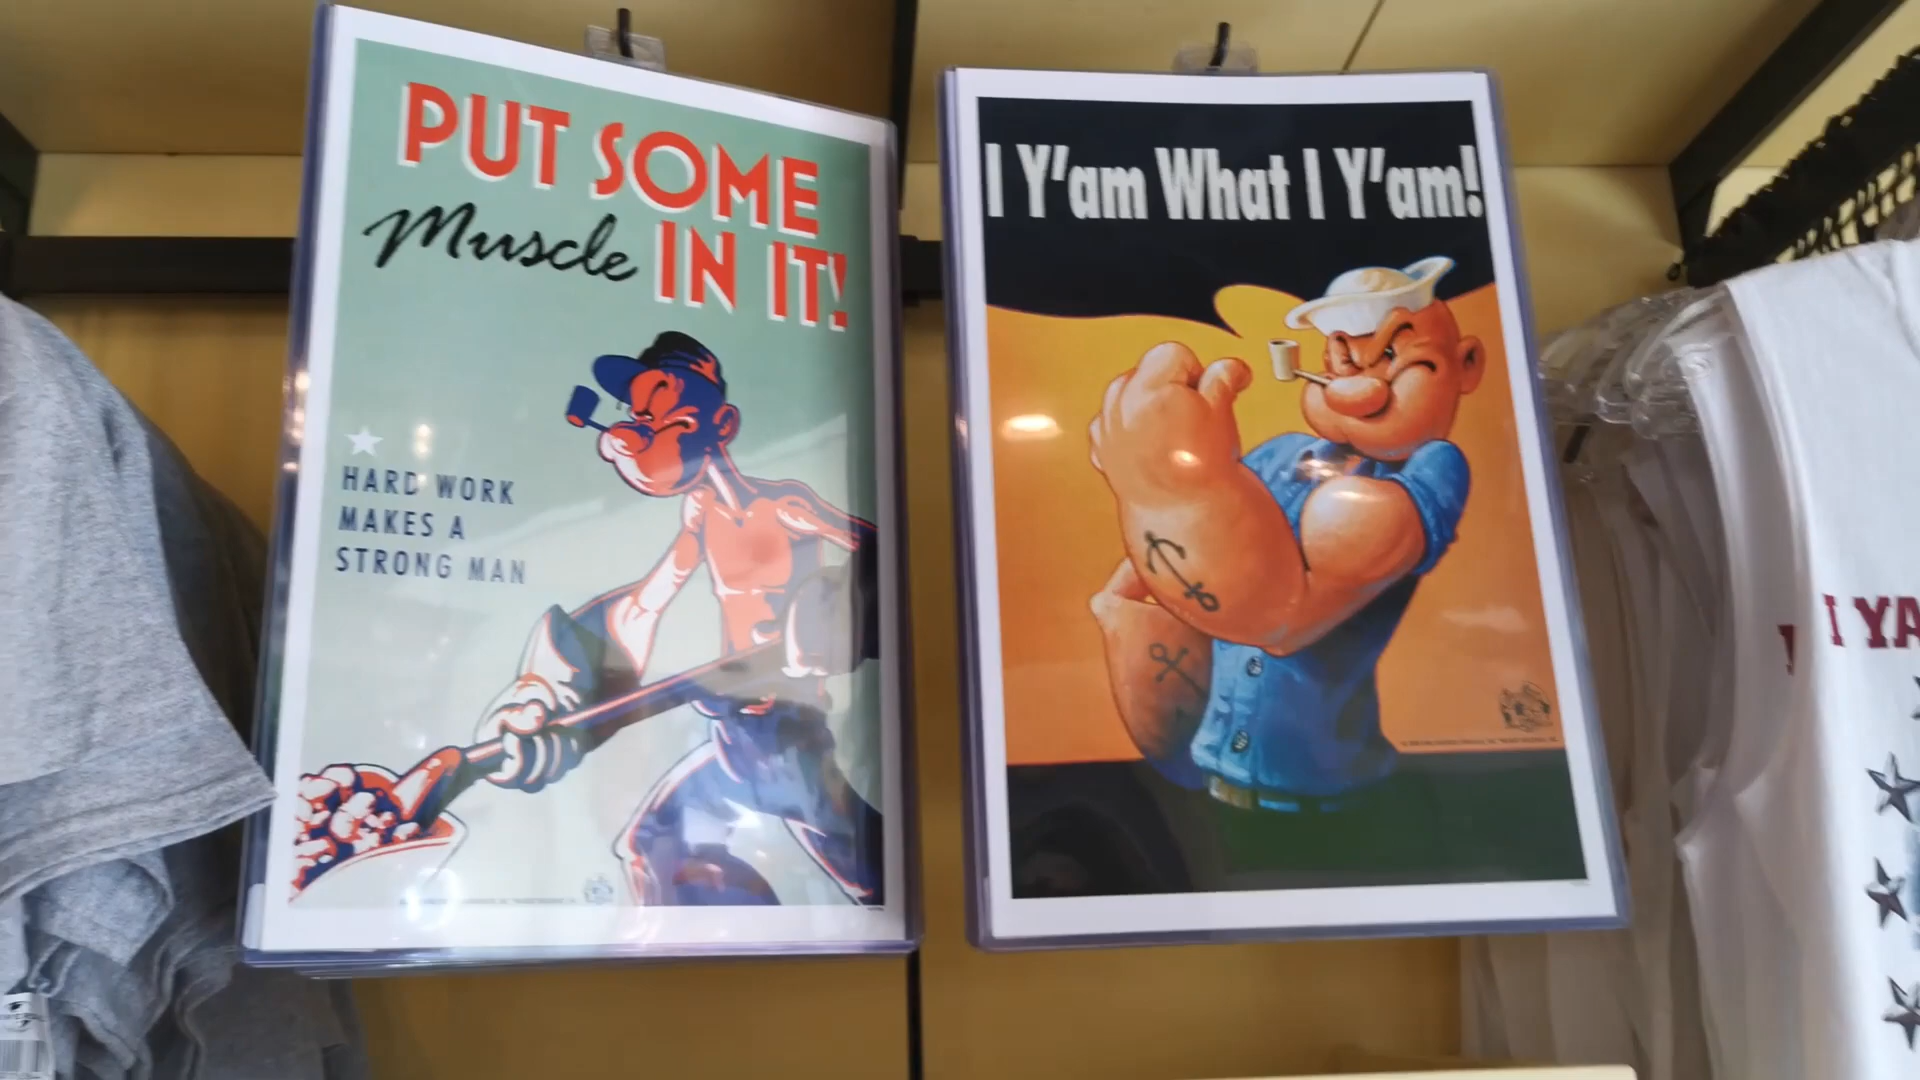 PUT SOME
Muscle IN IT!
HARD WORK
MAKES A
STRONG MAN
I Y'am What I Y'am!
! I YA